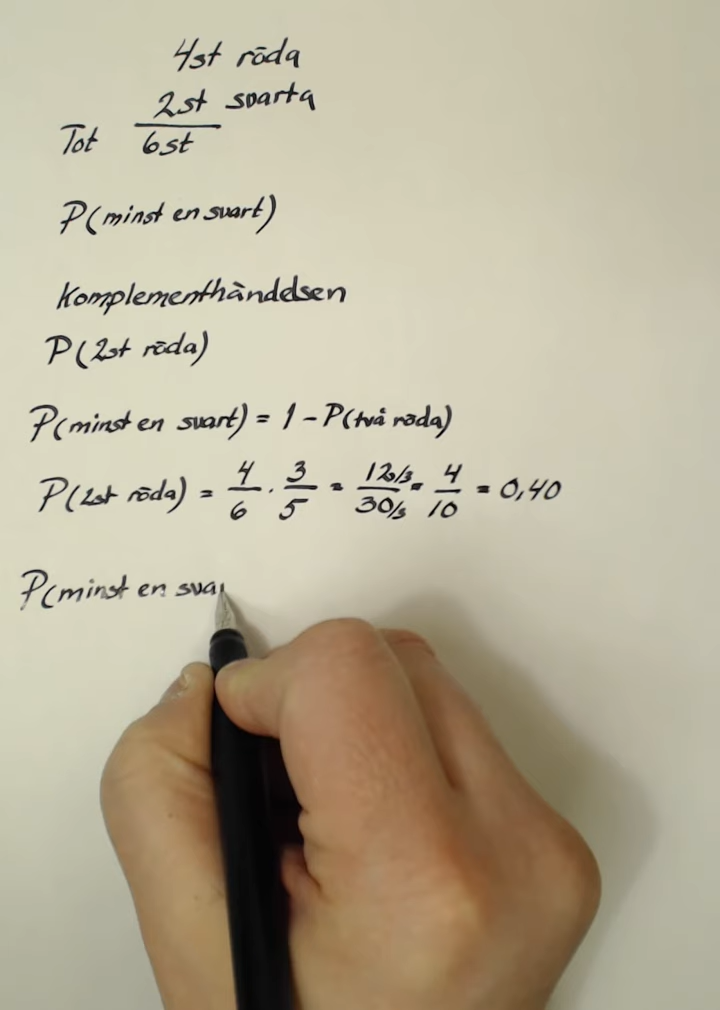 4st röda
2st svarta
Tot 6st
P(minst en svart)
Komplementhändelsen
P(2st röda)
P(minst en svart) = 1 - P(två röda)
P(2st röda) = 4/6 · 3/5 = 12/3 / 30/3 = 4/10 = 0,40
P(minst en svar